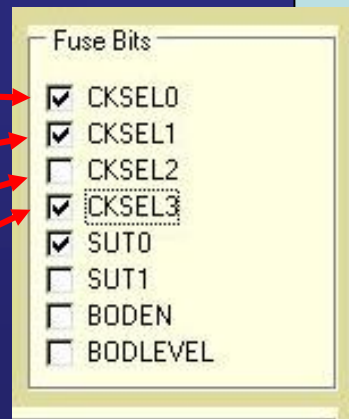 Fuse Bits
CKSEL0
CKSEL1
CKSEL2
CKSEL3
SUT0
SUT1
BODEN
BODLEVEL